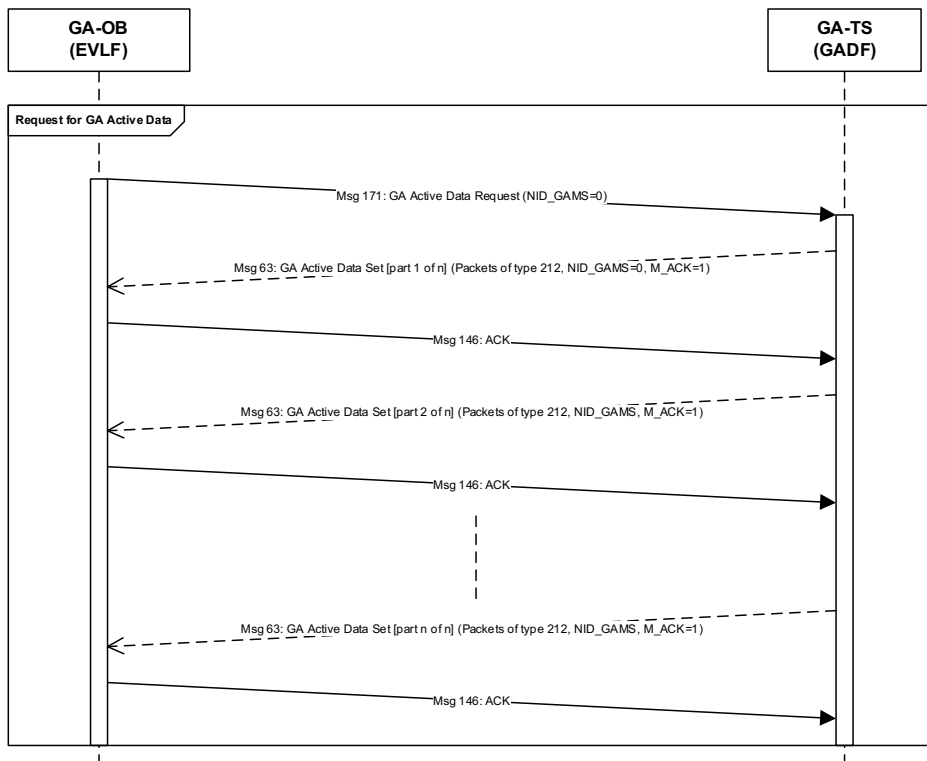 GA-OB
(EVLF)
GA-TS
(GADF)
Request for GA Active Data
Msg 171: GA Active Data Request (NID_GAMS=0)
Msg 63: GA Active Data Set [part 1 of n] (Packets of type 212, NID_GAMS=0, M_ACK=1)
Msg 146: ACK
Msg 63: GA Active Data Set [part 2 of n] (Packets of type 212, NID_GAMS, M_ACK=1)
Msg 146: ACK
Msg 63: GA Active Data Set [part n of n] (Packets of type 212, NID_GAMS, M_ACK=1)
Msg 146: ACK